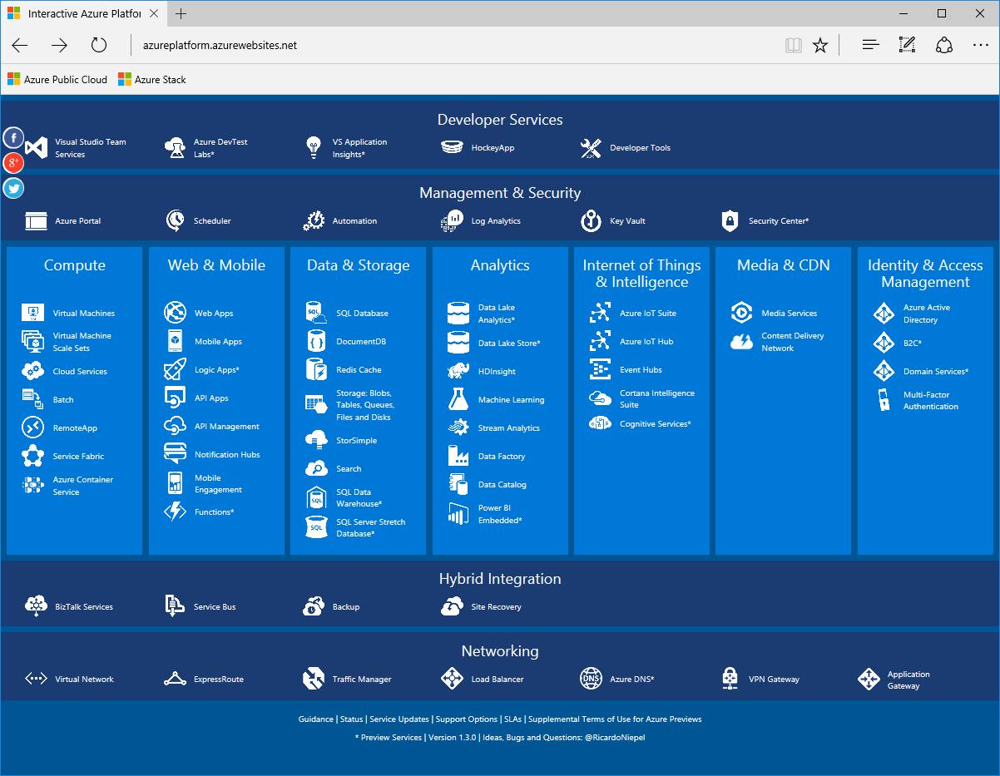 Interactive Azure Platfor
azureplatform.azurewebsites.net
Azure Public Cloud
Azure Stack
Developer Services
Visual Studio Team
Services
Azure DevTest
Labs*
VS Application
Insights*
HockeyApp
Developer Tools
Management & Security
Azure Portal
Scheduler
Automation
Log Analytics
Key Vault
Security Center*
Compute
Virtual Machines
Virtual Machine
Scale Sets
Cloud Services
Batch
RemoteApp
Service Fabric
Azure Container
Service
Web & Mobile
Web Apps
Mobile Apps
Logic Apps*
API Apps
API Management
Notification Hubs
Mobile
Engagement
Functions*
Data & Storage
SQL
SQL Database
DocumentDB
Redis Cache
Storage: Blobs,
Tables, Queues,
Files and Disks
StorSimple
Search
SQL
SQL Data
Warehouse*
SQL
SQL Server Stretch
Database*
Analytics
Data Lake
Analytics*
Data Lake Store*
HDInsight
Machine Learning
Stream Analytics
Data Factory
Data Catalog
Power BI
Embedded*
Internet of Things
& Intelligence
Azure IoT Suite
Azure IoT Hub
Event Hubs
Cortana Intelligence
Suite
Cognitive Services*
Media & CDN
Media Services
Content Delivery
Network
Identity & Access
Management
Azure Active
Directory
B2C*
Domain Services*
Multi-Factor
Authentication
Hybrid Integration
BizTalk Services
Service Bus
Backup
Site Recovery
Networking
Virtual Network
ExpressRoute
Traffic Manager
Load Balancer
DNS
Azure DNS*
VPN Gateway
Application
Gateway
Guidance | Status | Service Updates | Support Options | SLAs | Supplemental Terms of Use for Azure Previews
* Preview Services | Version 1.3.0 | Ideas, Bugs and Questions: @RicardoNiepel